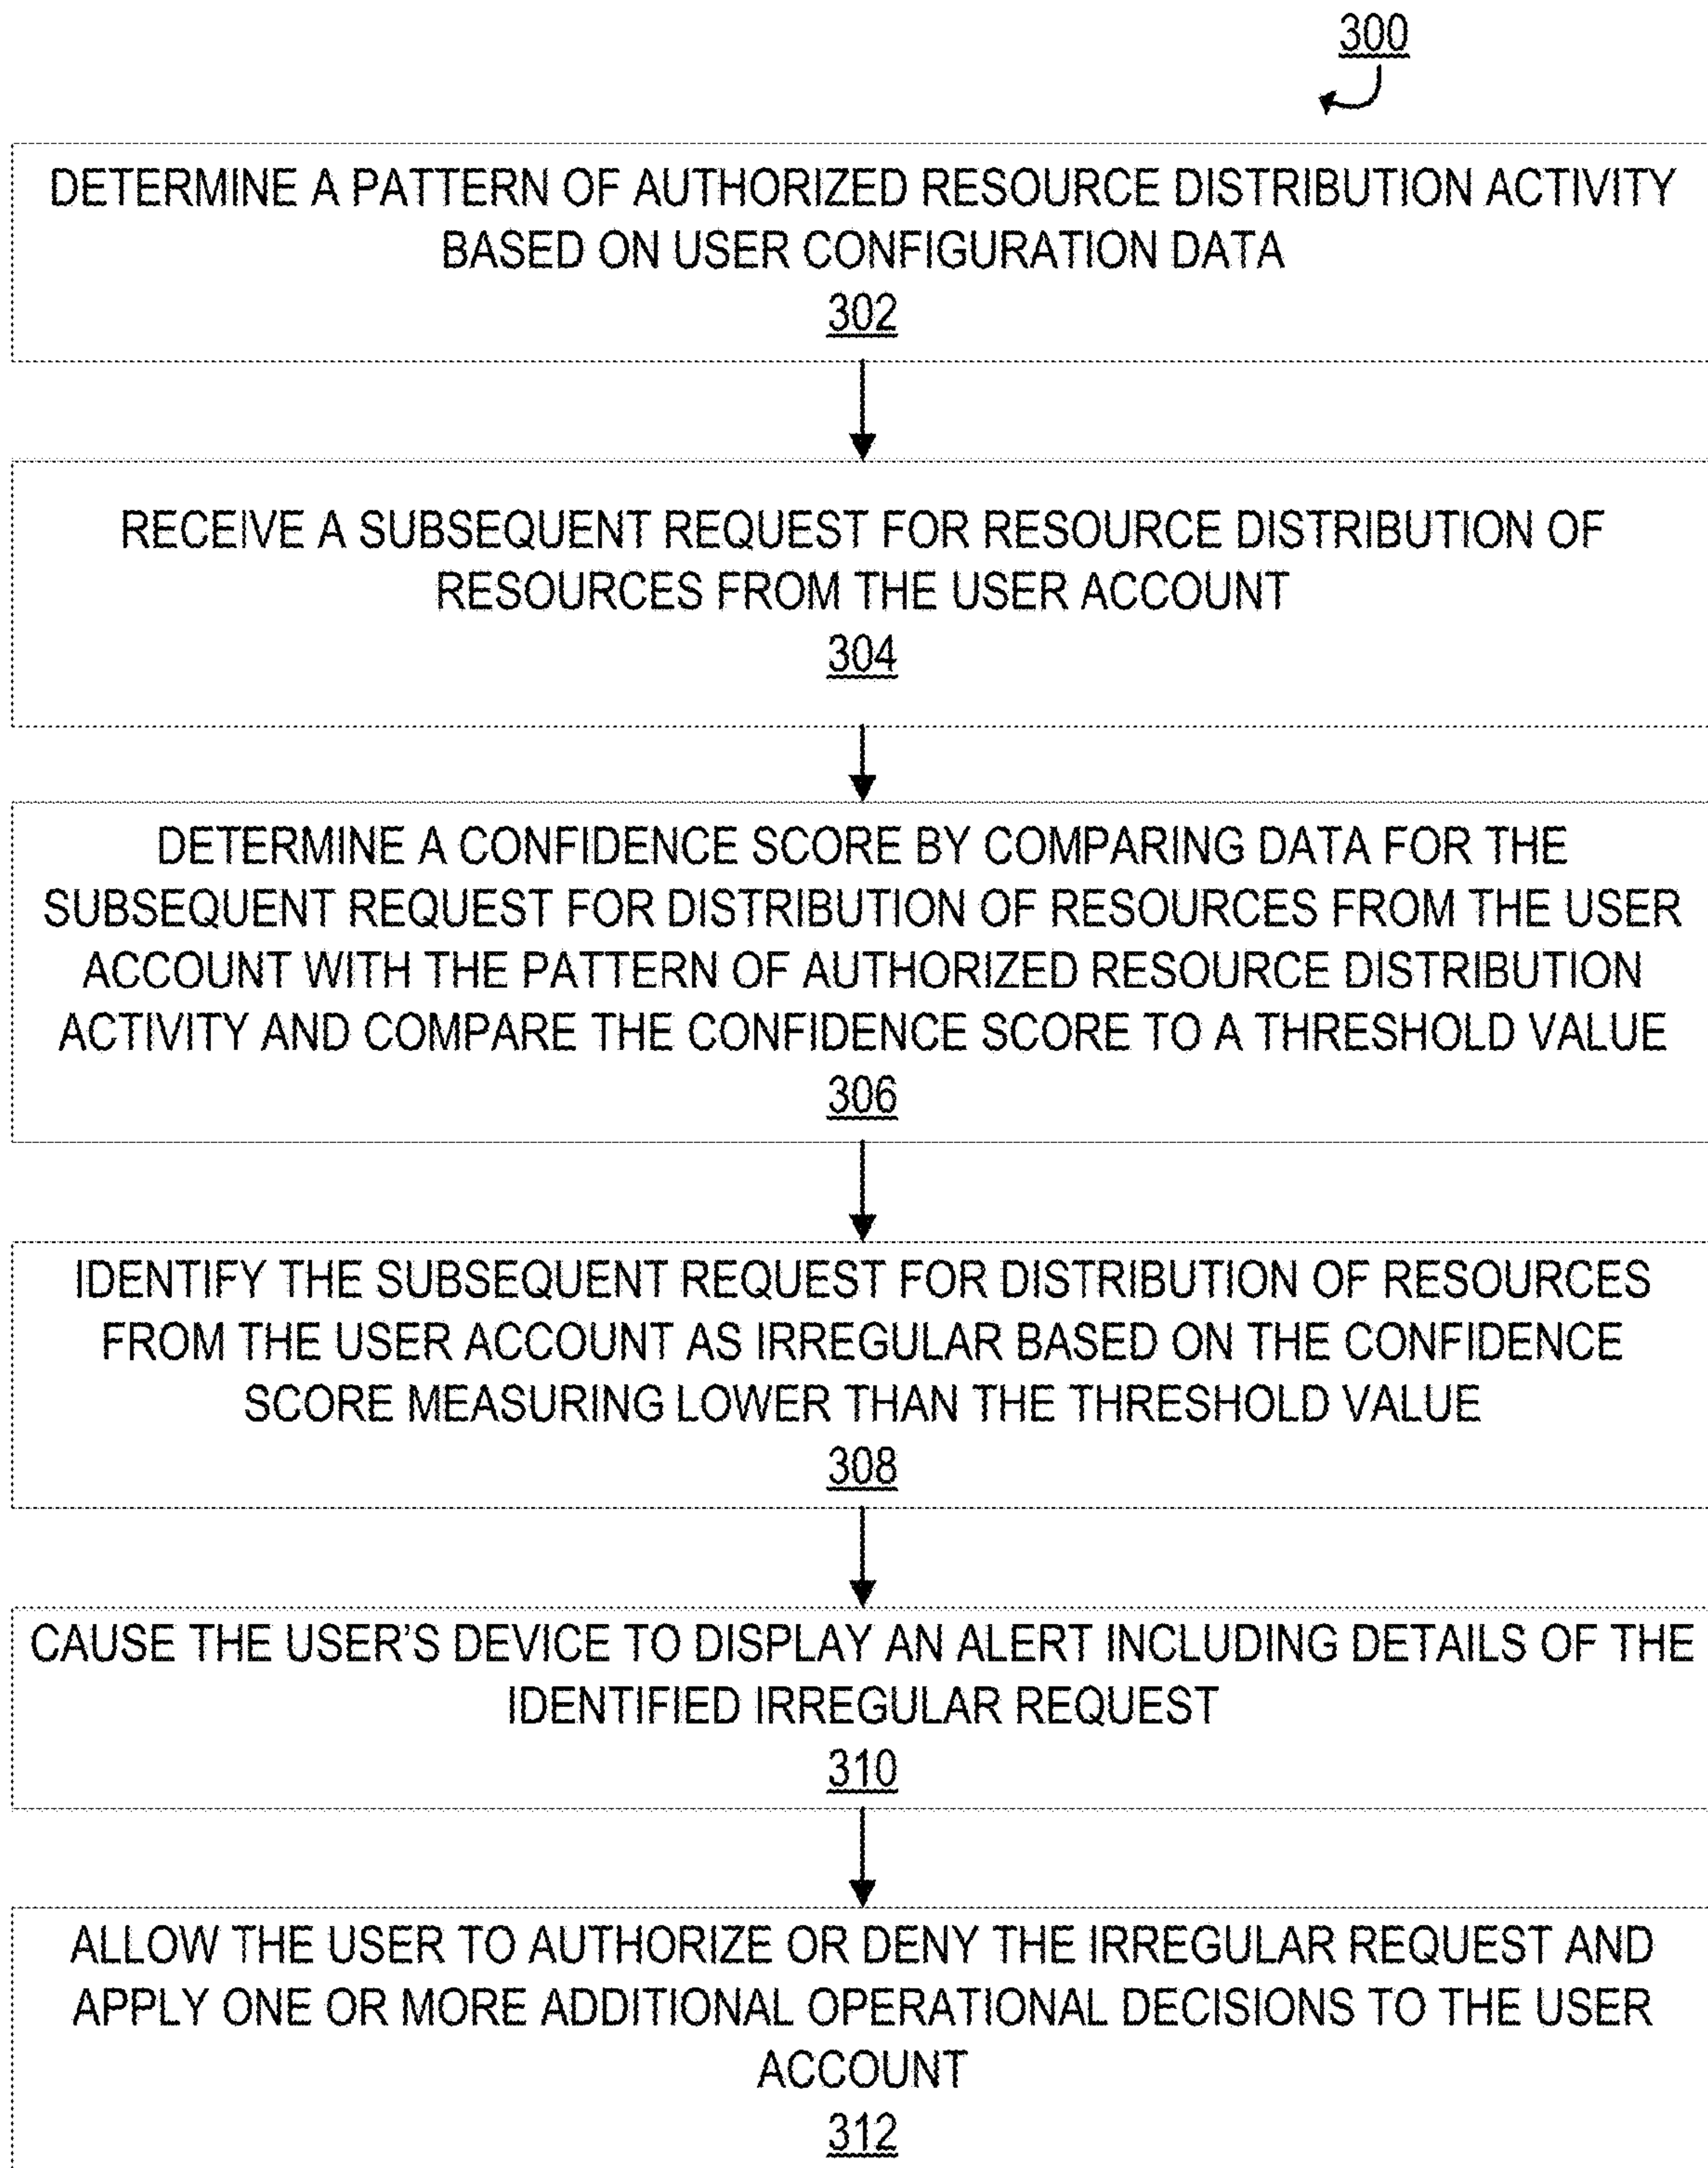 300
DETERMINE A PATTERN OF AUTHORIZED RESOURCE DISTRIBUTION ACTIVITY
BASED ON USER CONFIGURATION DATA
302
RECEIVE A SUBSEQUENT REQUEST FOR RESOURCE DISTRIBUTION OF
RESOURCES FROM THE USER ACCOUNT
304
DETERMINE A CONFIDENCE SCORE BY COMPARING DATA FOR THE
SUBSEQUENT REQUEST FOR DISTRIBUTION OF RESOURCES FROM THE USER
ACCOUNT WITH THE PATTERN OF AUTHORIZED RESOURCE DISTRIBUTION
ACTIVITY AND COMPARE THE CONFIDENCE SCORE TO A THRESHOLD VALUE
306
IDENTIFY THE SUBSEQUENT REQUEST FOR DISTRIBUTION OF RESOURCES
FROM THE USER ACCOUNT AS IRREGULAR BASED ON THE CONFIDENCE
SCORE MEASURING LOWER THAN THE THRESHOLD VALUE
308
CAUSE THE USER'S DEVICE TO DISPLAY AN ALERT INCLUDING DETAILS OF THE
IDENTIFIED IRREGULAR REQUEST
310
ALLOW THE USER TO AUTHORIZE OR DENY THE IRREGULAR REQUEST AND
APPLY ONE OR MORE ADDITIONAL OPERATIONAL DECISIONS TO THE USER
ACCOUNT
312